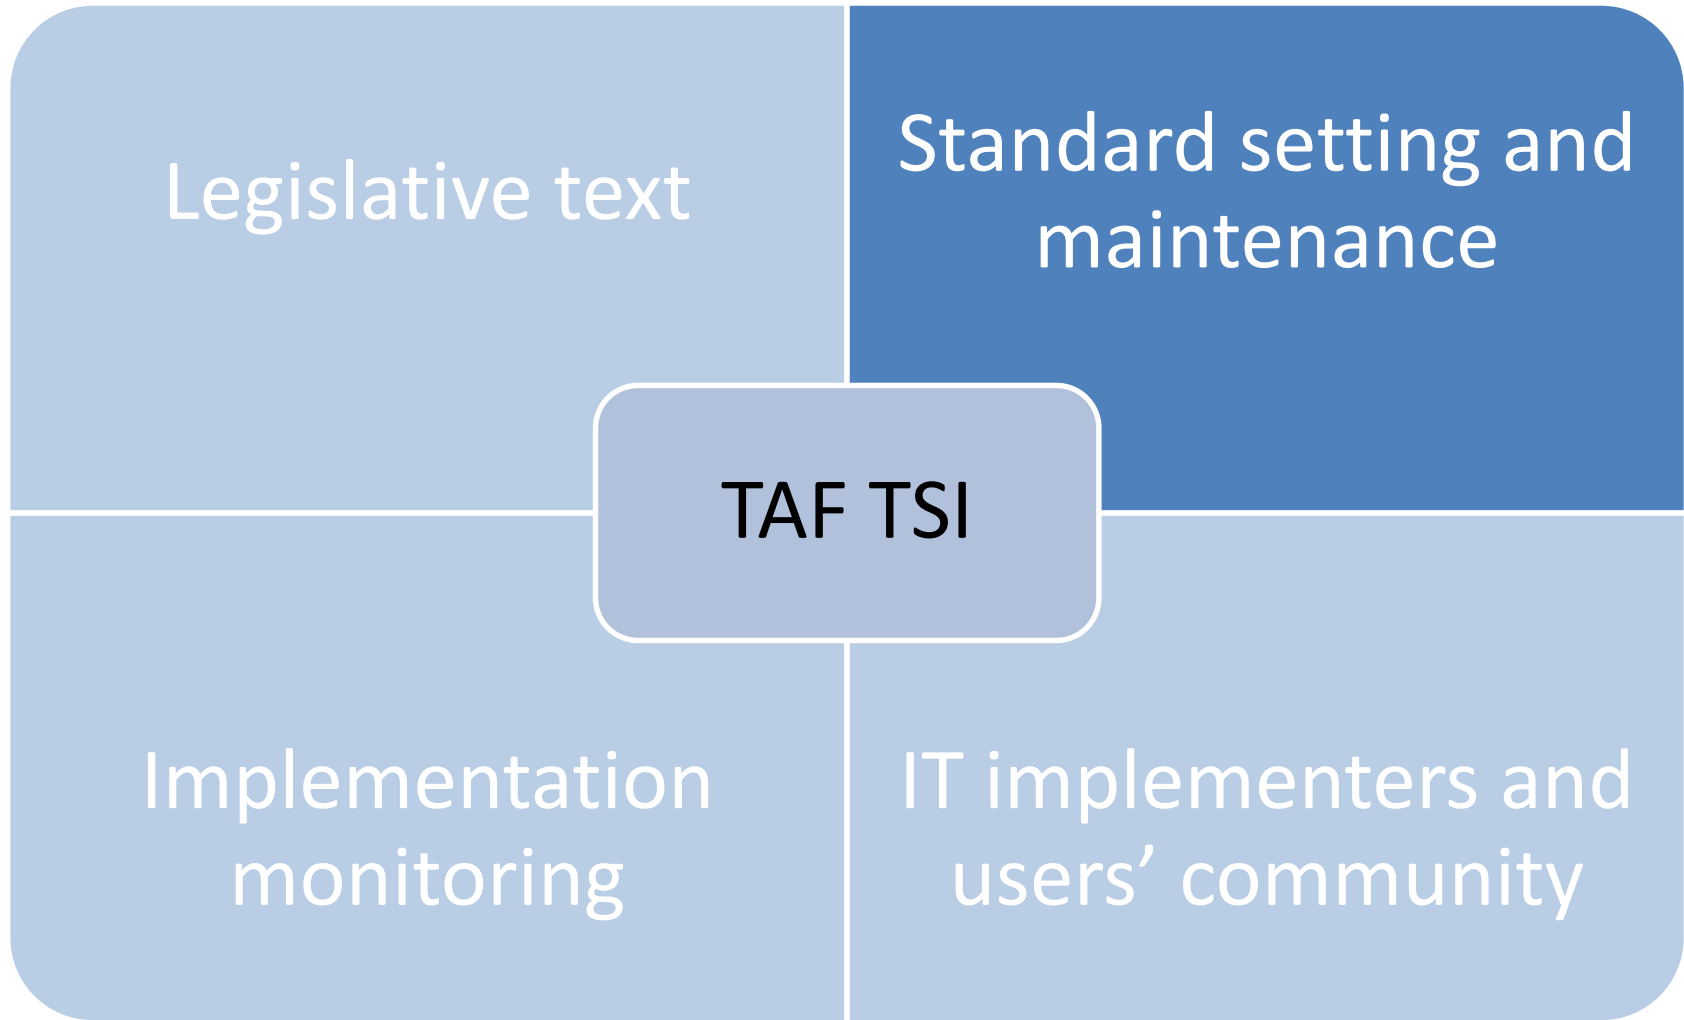 Legislative text
Standard setting and
maintenance
TAF TSI
Implementation
monitoring
IT implementers and
users’ community